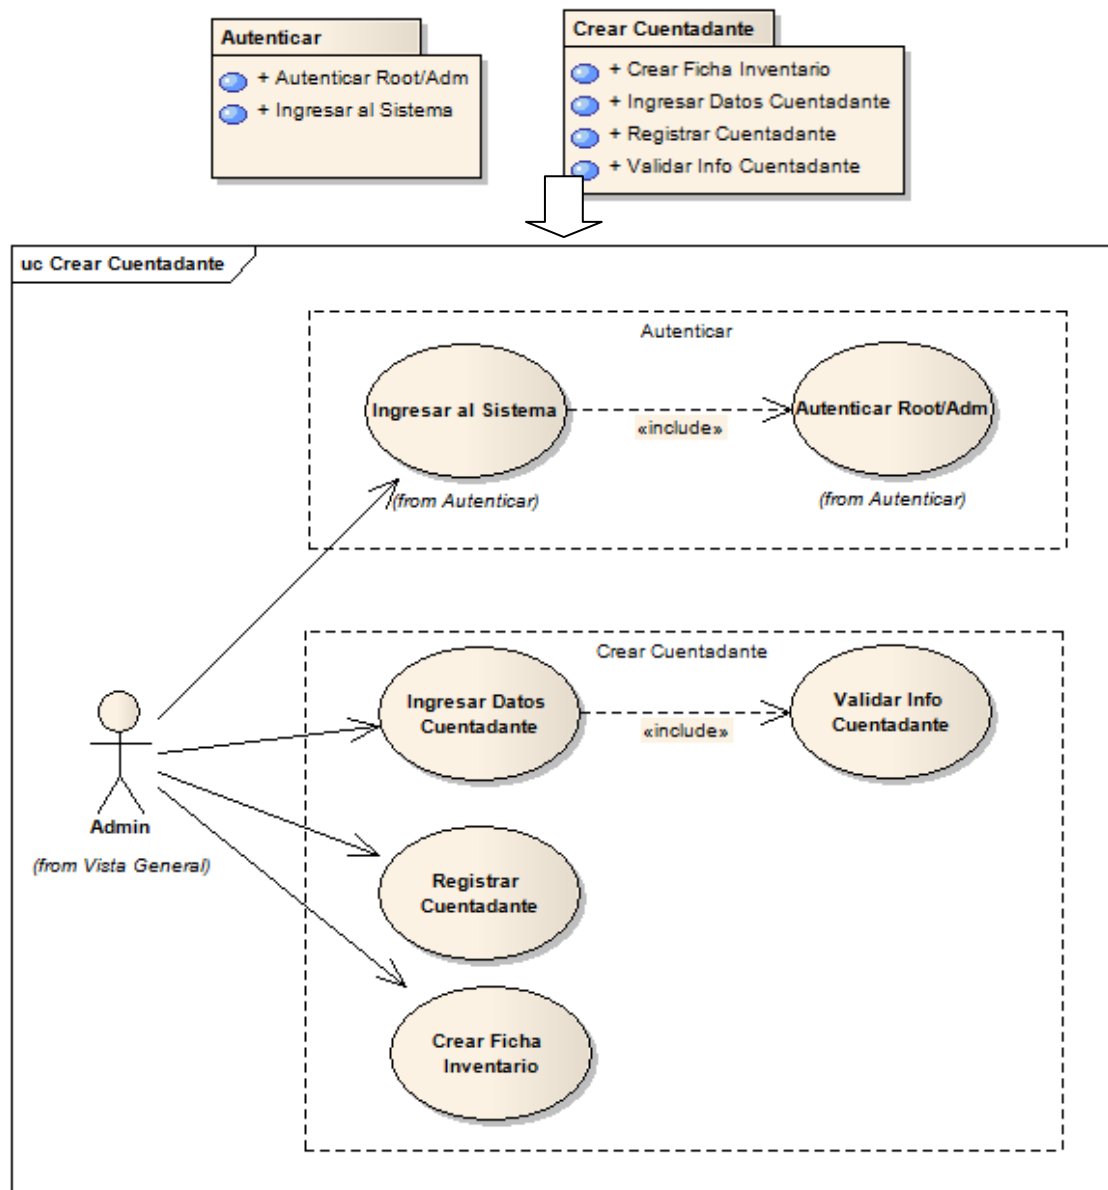 Autenticar
+ Autenticar Root/Adm
+ Ingresar al Sistema
Crear Cuentadante
+ Crear Ficha Inventario
+ Ingresar Datos Cuentadante
+ Registrar Cuentadante
+ Validar Info Cuentadante
uc Crear Cuentadante
Autenticar
Ingresar al Sistema
«include»
Autenticar Root/Adm
(from Autenticar)
(from Autenticar)
Crear Cuentadante
Ingresar Datos
Cuentadante
«include»
Validar Info
Cuentadante
Admin
(from Vista General)
Registrar
Cuentadante
Crear Ficha
Inventario